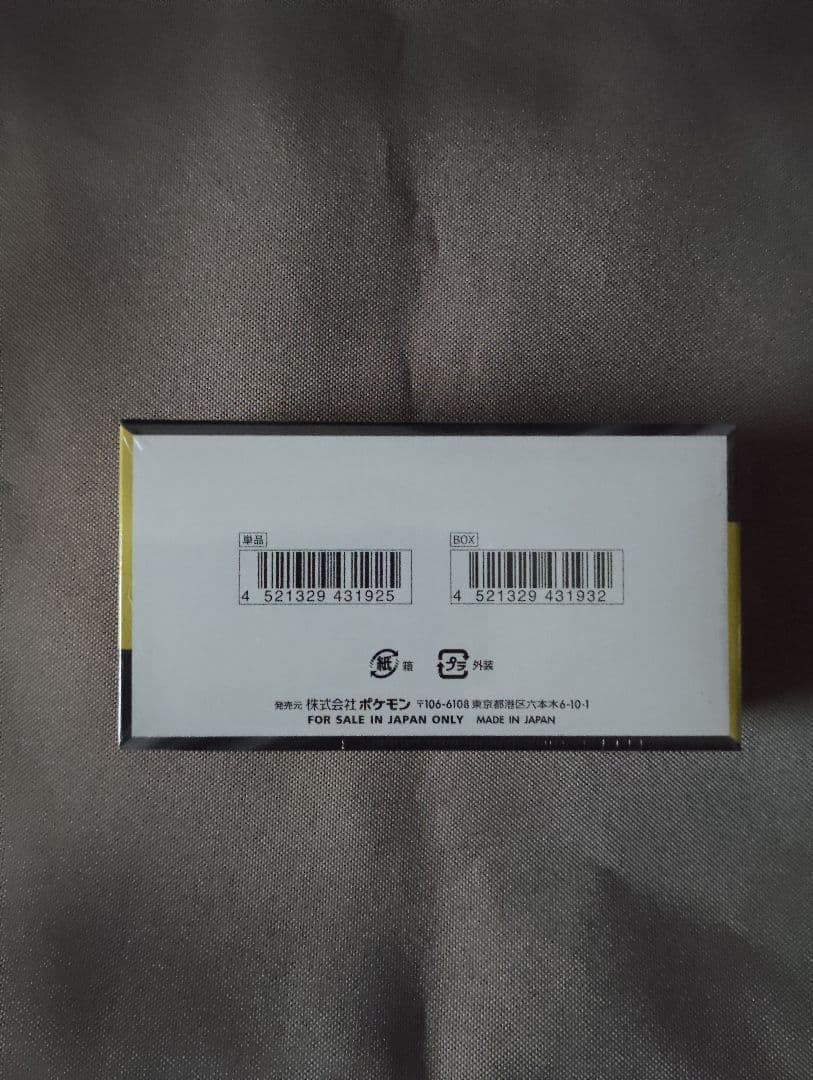 単品 BOX
4 521329 431925 4 521329 431932
紙 箱 プラ 外装
発売元 株式会社 ポケモン 〒106-6108 東京都港区六本木6-10-1
FOR SALE IN JAPAN ONLY MADE IN JAPAN